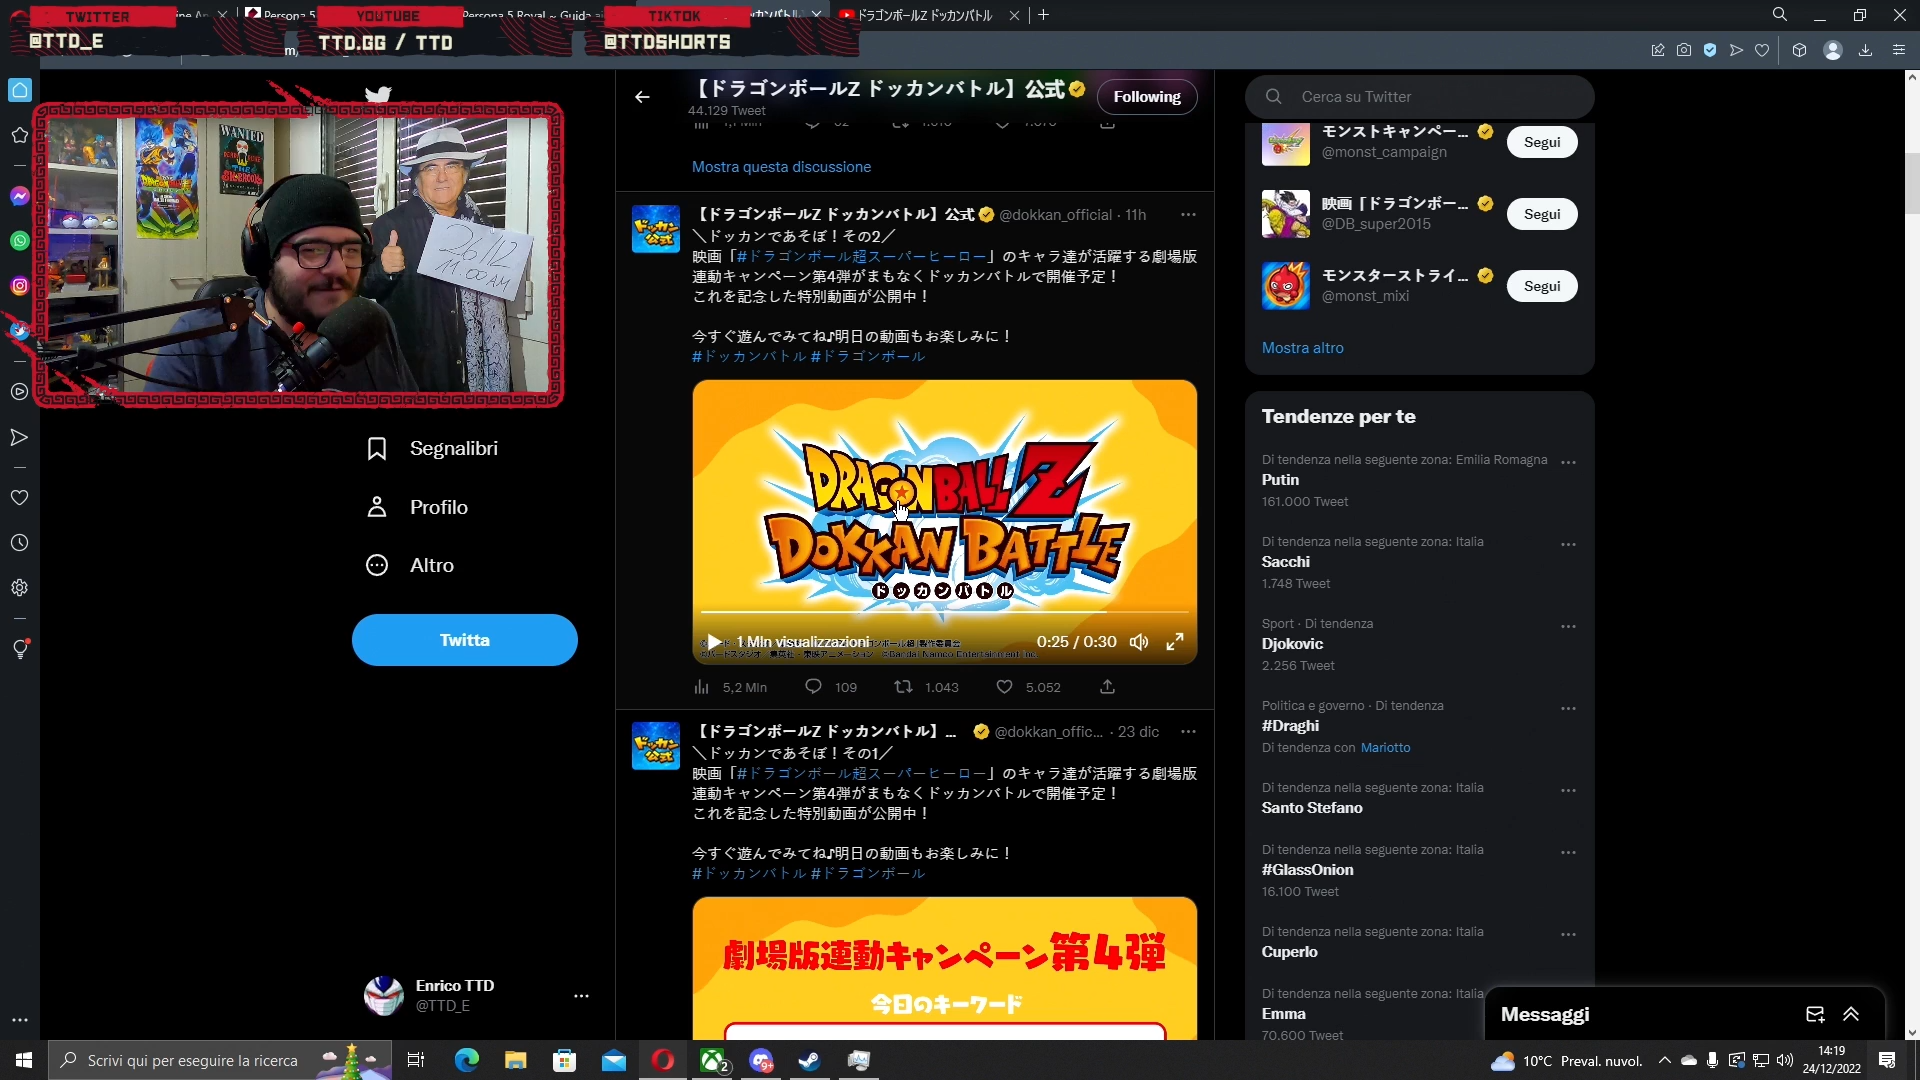 TWITTER
@TTD_E
YOUTUBE
TTD.GG / TTD
TIKTOK
@TTDSHORTS
Persona 5 Royal ~ Guida
ドラゴンボールZ ドッカンバトル
【ドラゴンボールZ ドッカンバトル】公式
44.129 Tweet
Following
Mostra questa discussione
WANTED
26/12
11.00 AM
Segnalibri
Profilo
Altro
Twitta
Enrico TTD
@TTD_E
【ドラゴンボールZ ドッカンバトル】公式 @dokkan_official · 11h
＼ドッカンであそぼ！その2／
映画「#ドラゴンボール超スーパーヒーロー」のキャラ達が活躍する劇場版
連動キャンペーン第4弾がまもなくドッカンバトルで開催予定！
これを記念した特別動画が公開中！
今すぐ遊んでみてね♪明日の動画もお楽しみに！
#ドッカンバトル #ドラゴンボール
DRAGONBALL Z
DOKKAN BATTLE
ドッカンバトル
1 Mln visualizzazioni
0:25 / 0:30
5,2 Mln 109 1.043 5.052
【ドラゴンボールZ ドッカンバトル】... @dokkan_offic... · 23 dic
＼ドッカンであそぼ！その1／
映画「#ドラゴンボール超スーパーヒーロー」のキャラ達が活躍する劇場版
連動キャンペーン第4弾がまもなくドッカンバトルで開催予定！
これを記念した特別動画が公開中！
今すぐ遊んでみてね♪明日の動画もお楽しみに！
#ドッカンバトル #ドラゴンボール
劇場版連動キャンペーン第4弾
今日のキーワード
Cerca su Twitter
モンストキャンペー...
@monst_campaign
Segui
映画「ドラゴンボー...
@DB_super2015
Segui
モンスターストライ...
@monst_mixi
Segui
Mostra altro
Tendenze per te
Di tendenza nella seguente zona: Emilia Romagna
Putin
161.000 Tweet
Di tendenza nella seguente zona: Italia
Sacchi
1.748 Tweet
Sport · Di tendenza
Djokovic
2.256 Tweet
Politica e governo · Di tendenza
#Draghi
Di tendenza con Mariotto
Di tendenza nella seguente zona: Italia
Santo Stefano
Di tendenza nella seguente zona: Italia
#GlassOnion
16.100 Tweet
Di tendenza nella seguente zona: Italia
Cuperlo
Di tendenza nella seguente zona: Italia
Emma
70.600 Tweet
Messaggi
Scrivi qui per eseguire la ricerca
10°C Preval. nuvol.
14:19
24/12/2022